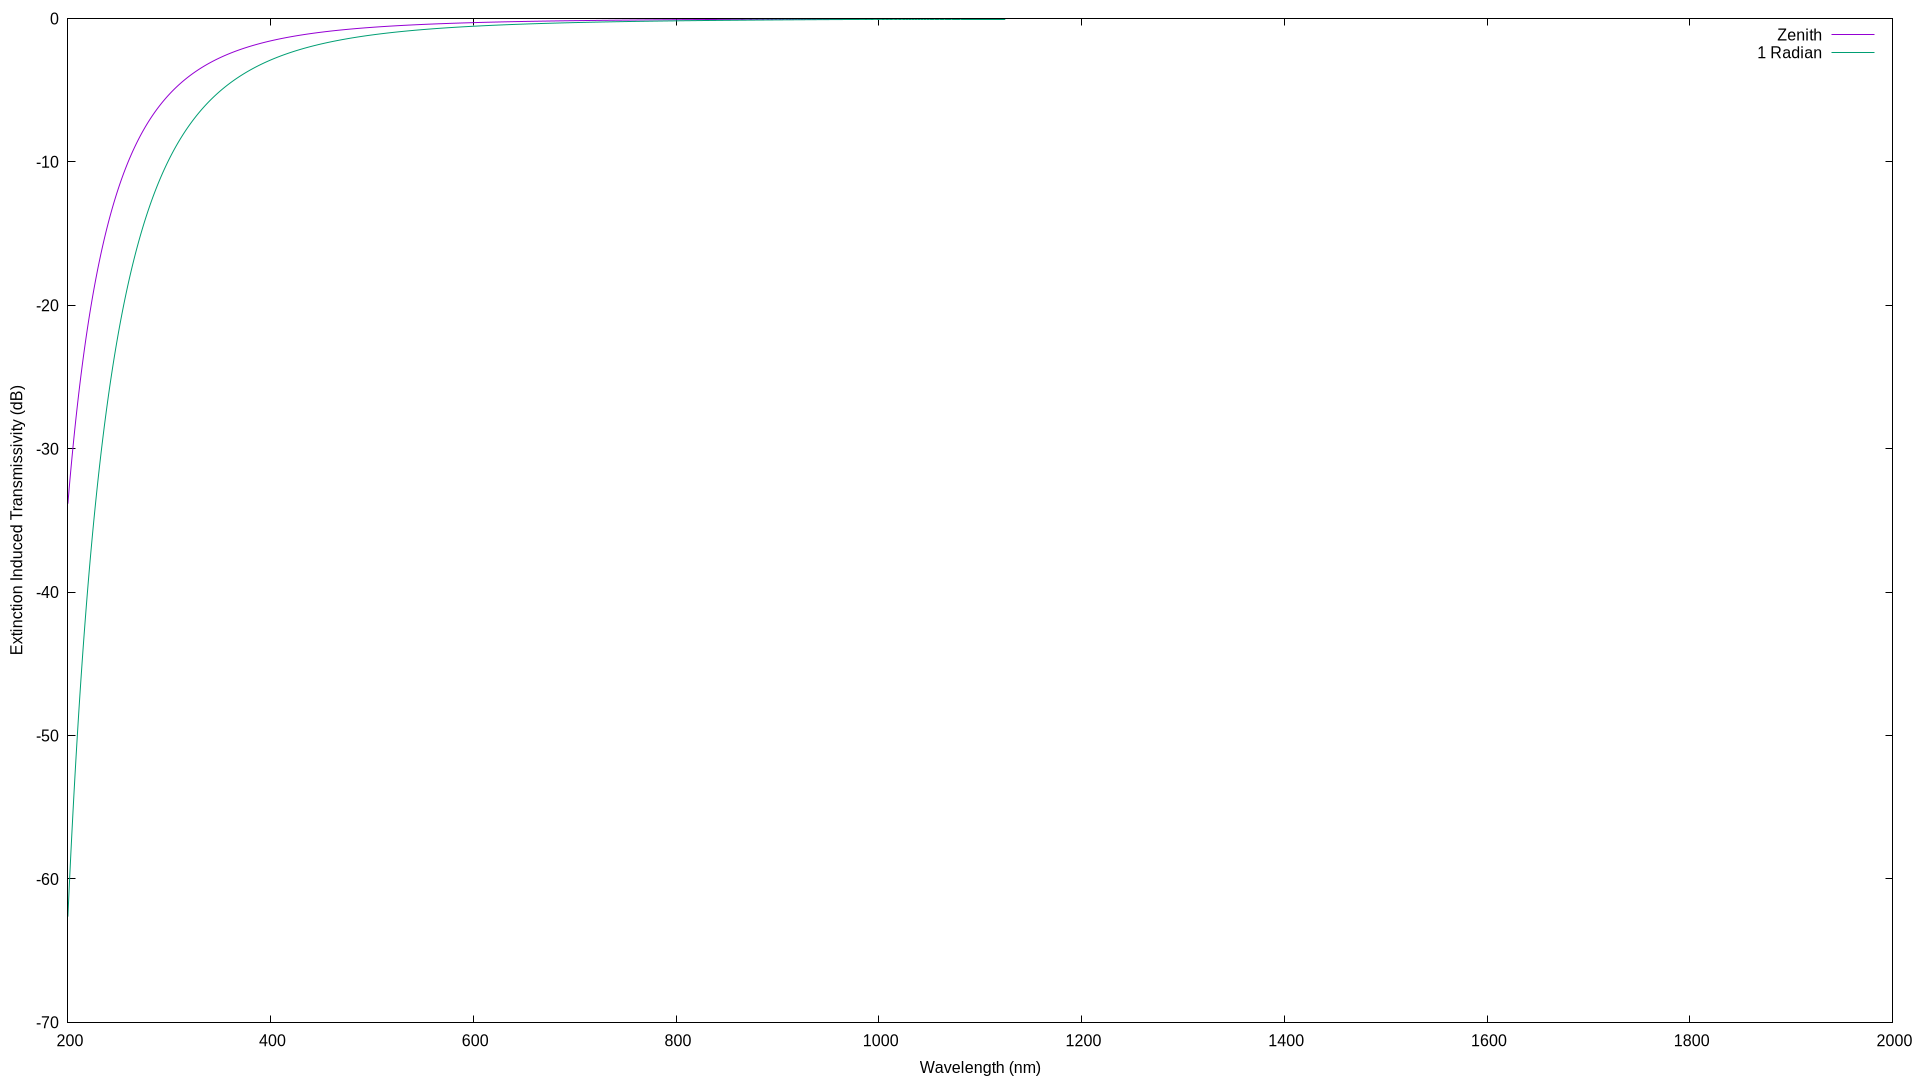 0
-10
-20
-30
-40
-50
-60
-70
200 400 600 800 1000 1200 1400 1600 1800 2000
Extinction Induced Transmissivity (dB)
Wavelength (nm)
Zenith
1 Radian